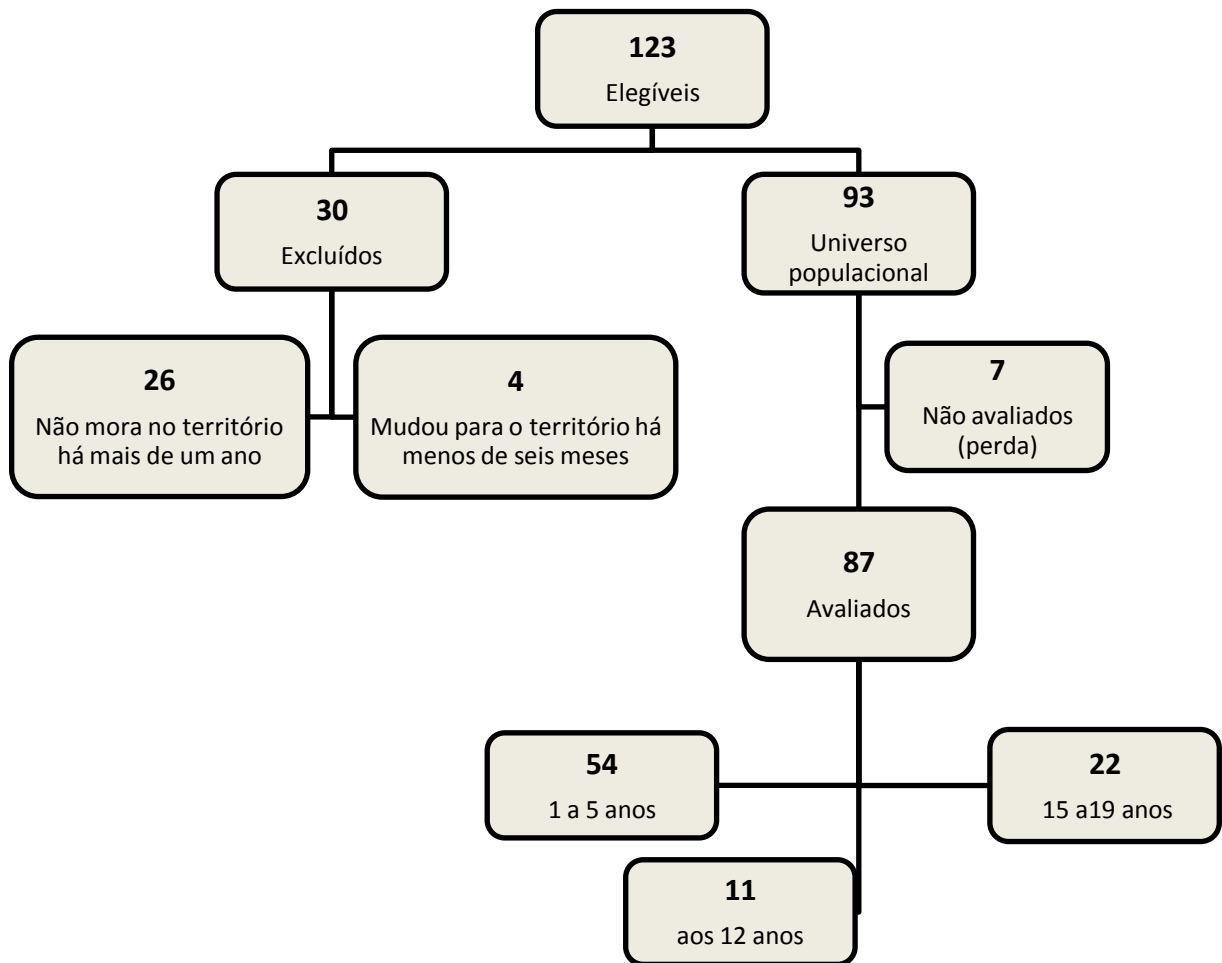 123
Elegíveis
30
Excluídos
93
Universo
populacional
26
Não mora no território
há mais de um ano
4
Mudou para o território há
menos de seis meses
7
Não avaliados
(perda)
87
Avaliados
54
1 a 5 anos
22
15 a19 anos
11
aos 12 anos